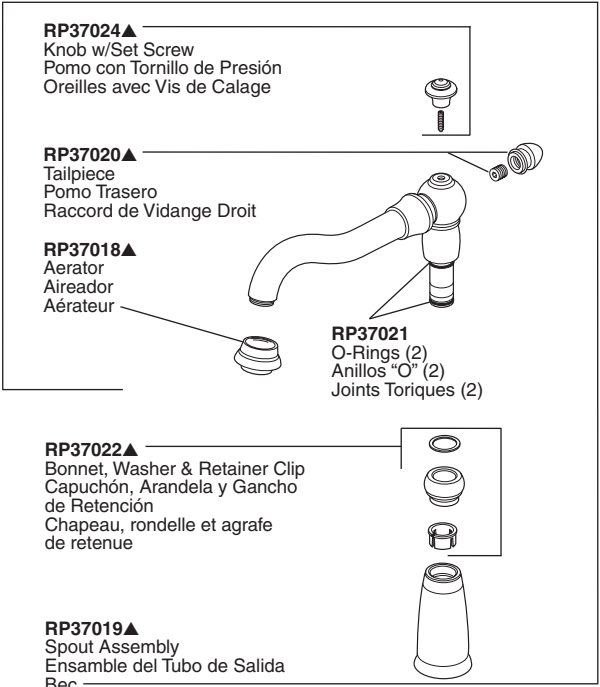 RP37024▲
Knob w/Set Screw
Pomo con Tornillo de Presión
Oreilles avec Vis de Calage
RP37020▲
Tailpiece
Pomo Trasero
Raccord de Vidange Droit
RP37018▲
Aerator
Aireador
Aérateur
RP37021
O-Rings (2)
Anillos “O” (2)
Joints Toriques (2)
RP37022▲
Bonnet, Washer & Retainer Clip
Capuchón, Arandela y Gancho
de Retención
Chapeau, rondelle et agrafe
de retenue
RP37019▲
Spout Assembly
Ensamble del Tubo de Salida
Bec